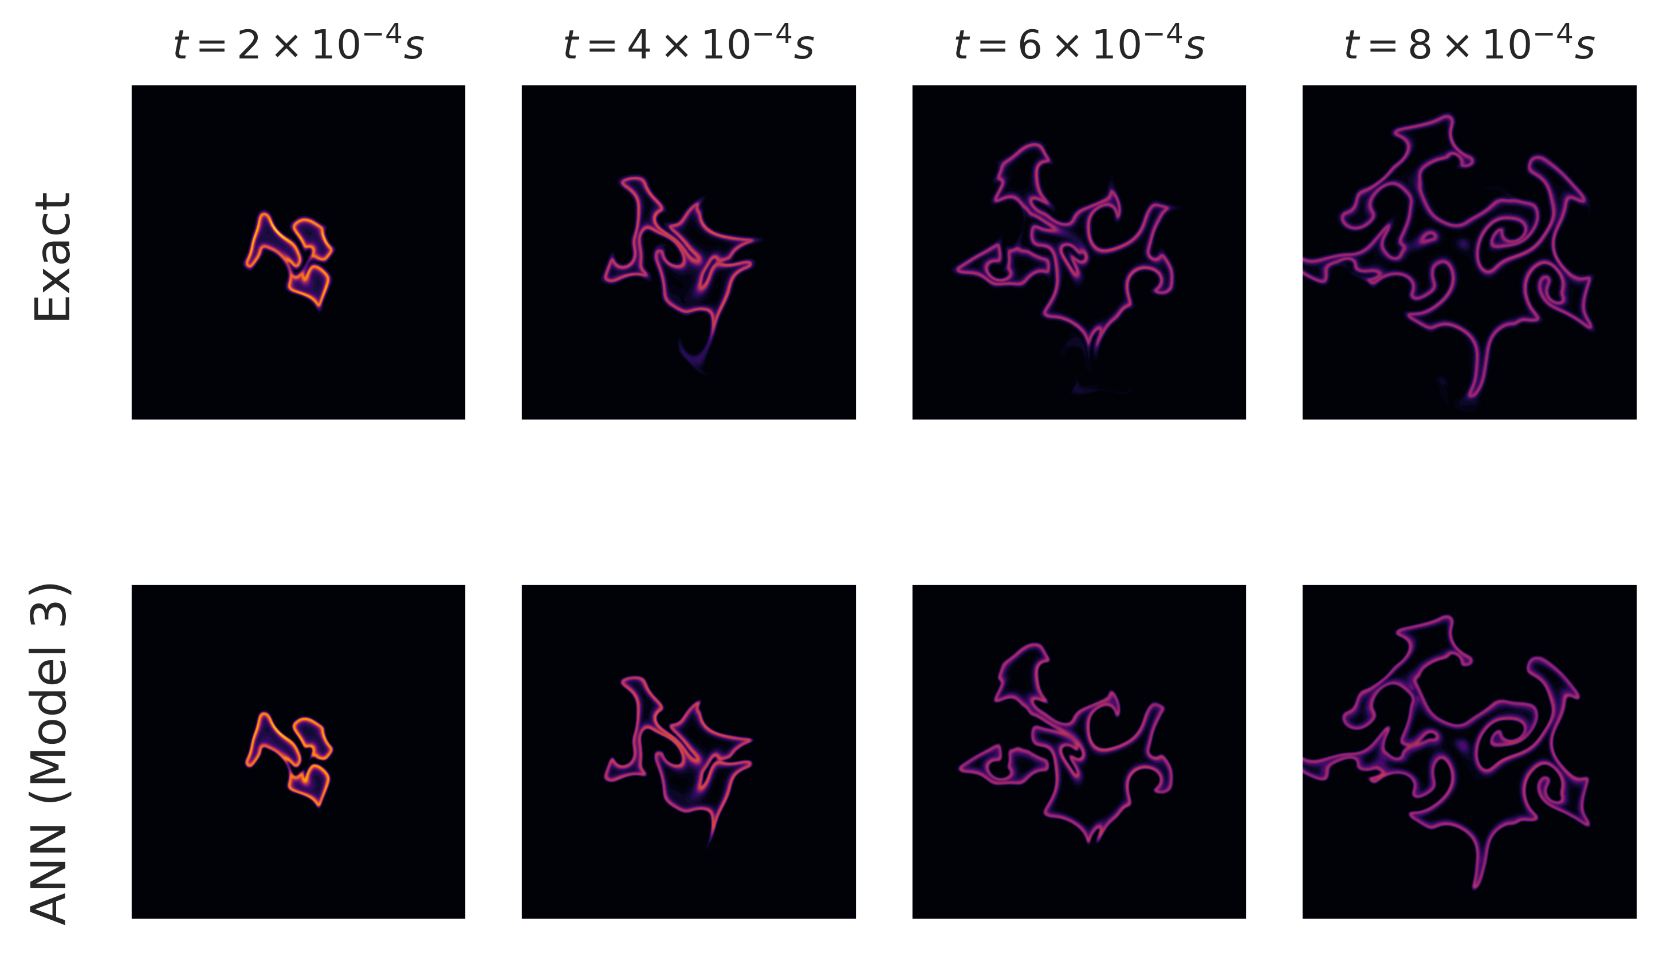 t = 2 × 10⁻⁴s
t = 4 × 10⁻⁴s
t = 6 × 10⁻⁴s
t = 8 × 10⁻⁴s
Exact
ANN (Model 3)